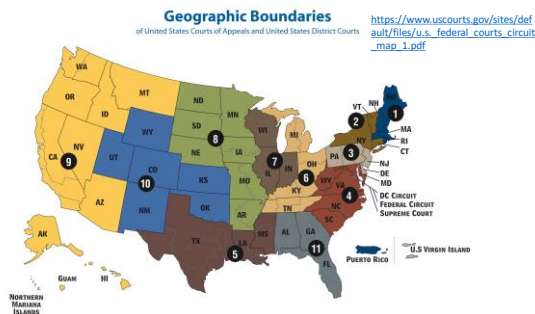 Geographic Boundaries
of United States Courts of Appeals and United States District Courts
https://www.uscourts.gov/sites/def
ault/files/u.s._federal_courts_circuit
_map_1.pdf
WA
OR
MT
ID
ND
MN
SD
WY
NE
IA
WI
MI
VT
NH
ME
1
2
NY
MA
RI
CT
3
PA
NJ
DE
MD
DC CIRCUIT
FEDERAL CIRCUIT
SUPREME COURT
8
7
IL
IN
OH
6
KY
WV
VA
4
NC
SC
TN
NV
CA
9
UT
CO
10
KS
MO
AZ
NM
OK
AR
TX
LA
5
MS
AL
GA
11
FL
AK
GUAM
HI
NORTHERN
MARIANA
ISLANDS
PUERTO RICO
U.S VIRGIN ISLAND